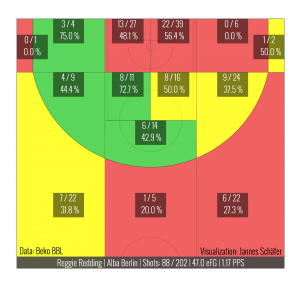 3 / 4
75.0 %
13 / 27
48.1 %
22 / 39
56.4 %
0 / 6
0.0 %
0 / 1
0.0 %
1 / 2
50.0 %
4 / 9
44.4 %
8 / 11
72.7 %
8 / 16
50.0 %
9 / 24
37.5 %
6 / 14
42.9 %
7 / 22
31.8 %
1 / 5
20.0 %
6 / 22
27.3 %
Data: Beko BBL
Visualization: Jannes Schäfer
Reggie Redding | Alba Berlin | Shots: 88 / 202 | 47.0 eFG | 1.17 PPS